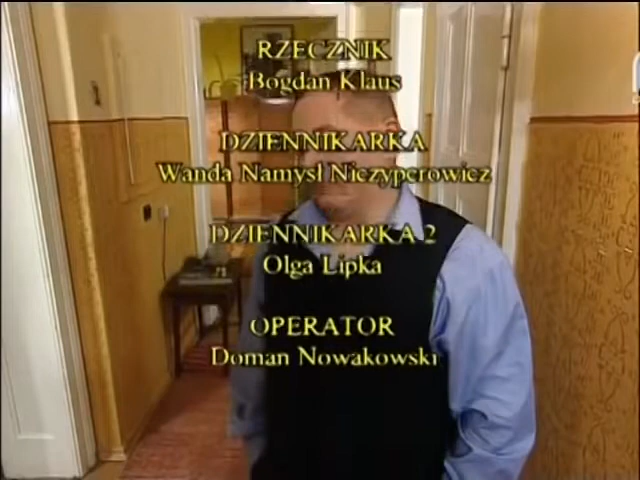 RZECZNIK
Bogdan Klaus
DZIENNIKARKA
Wanda Namysł Niezyperowicz
DZIENNIKARKA 2
Olga Lipka
OPERATOR
Doman Nowakowski